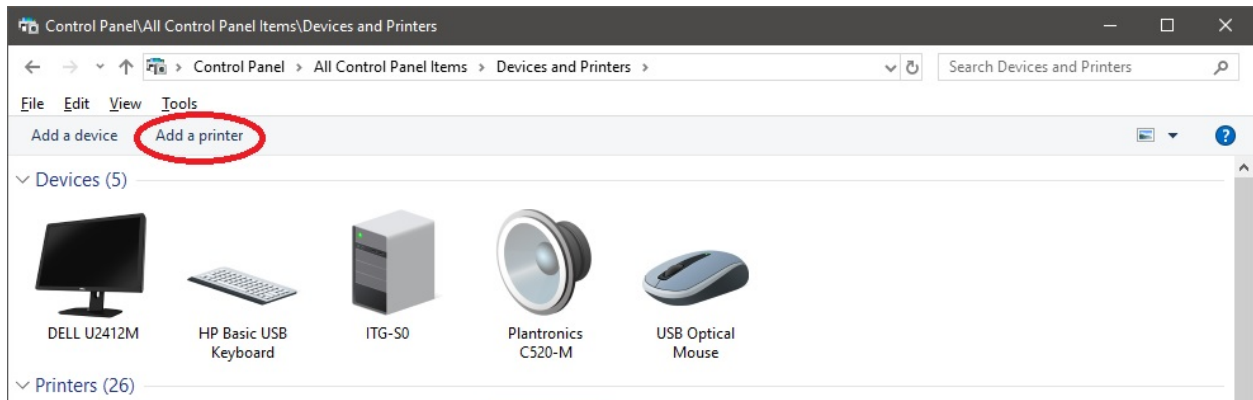 Control Panel\All Control Panel Items\Devices and Printers
Control Panel > All Control Panel Items > Devices and Printers >
Search Devices and Printers
File Edit View Tools
Add a device Add a printer
?
Devices (5)
DELL U2412M
HP Basic USB
Keyboard
ITG-S0
Plantronics
C520-M
USB Optical
Mouse
Printers (26)